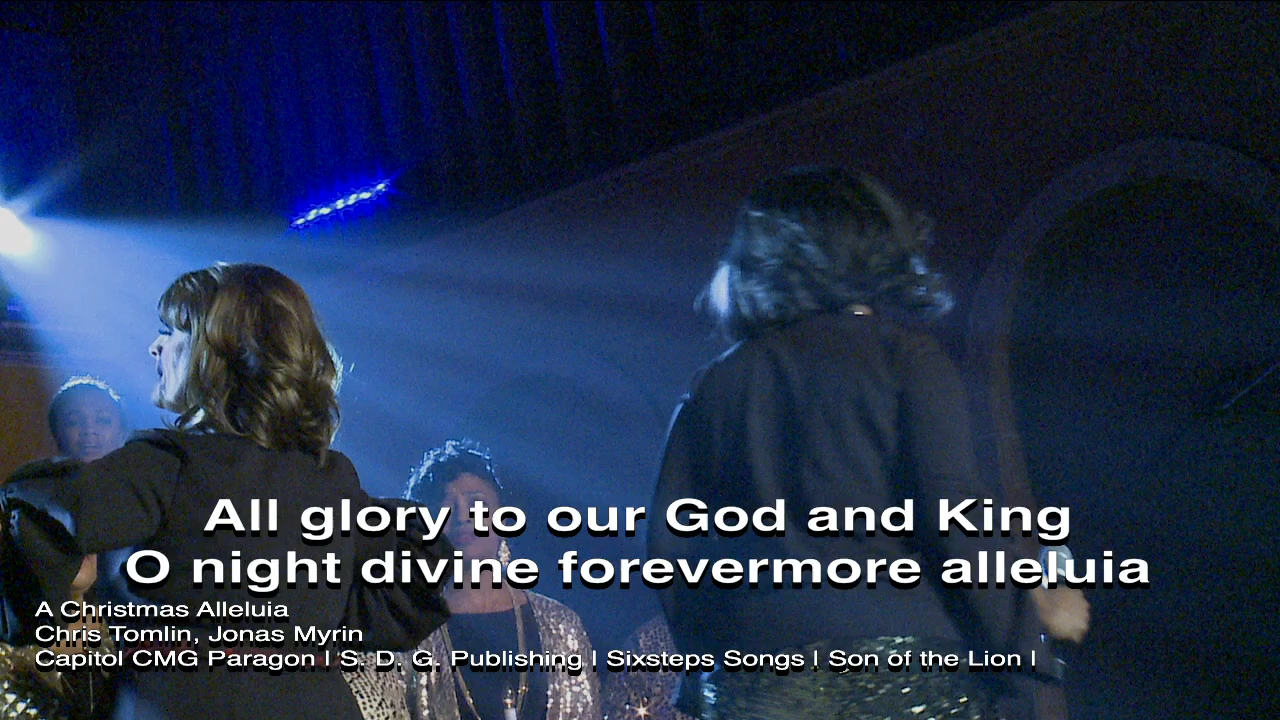 All glory to our God and King
O night divine forevermore alleluia
A Christmas Alleluia
Chris Tomlin, Jonas Myrin
Capitol CMG Paragon | S. D. G. Publishing | Sixsteps Songs | Son of the Lion |